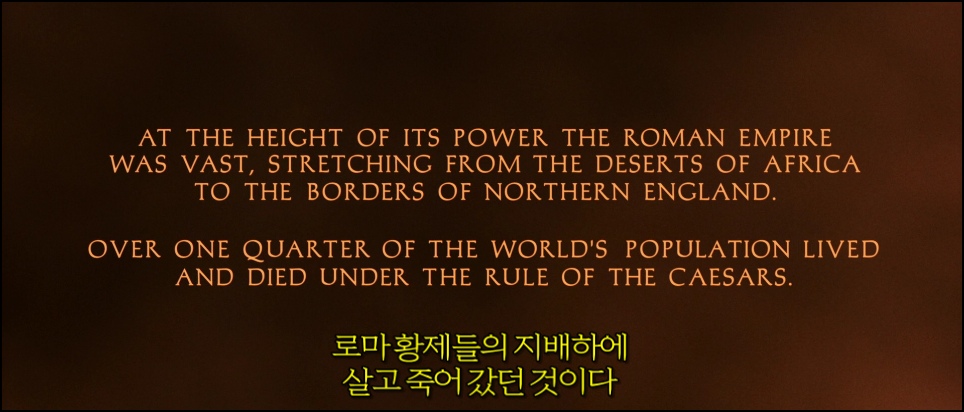 AT THE HEIGHT OF ITS POWER THE ROMAN EMPIRE
WAS VAST, STRETCHING FROM THE DESERTS OF AFRICA
TO THE BORDERS OF NORTHERN ENGLAND.
OVER ONE QUARTER OF THE WORLD'S POPULATION LIVED
AND DIED UNDER THE RULE OF THE CAESARS.
로마 황제들의 지배하에
살고 죽어 갔던 것이다